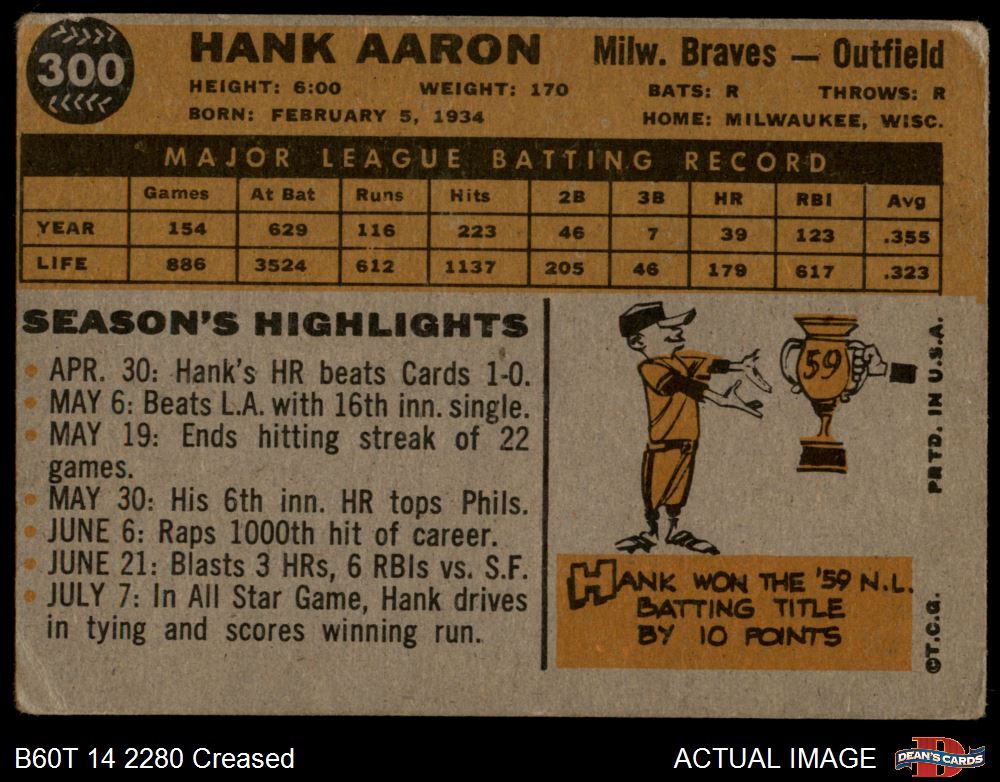 300
HANK AARON Milw. Braves — Outfield
HEIGHT: 6:00 WEIGHT: 170 BATS: R THROWS: R
BORN: FEBRUARY 5, 1934 HOME: MILWAUKEE, WISC.
MAJOR LEAGUE BATTING RECORD
Games At Bat Runs Hits 2B 3B HR RBI Avg
YEAR 154 629 116 223 46 7 39 123 .355
LIFE 886 3524 612 1137 205 46 179 617 .323
SEASON'S HIGHLIGHTS
• APR. 30: Hank's HR beats Cards 1-0.
• MAY 6: Beats L.A. with 16th inn. single.
• MAY 19: Ends hitting streak of 22
games.
• MAY 30: His 6th inn. HR tops Phils.
• JUNE 6: Raps 1000th hit of career.
• JUNE 21: Blasts 3 HRs, 6 RBIs vs. S.F.
• JULY 7: In All Star Game, Hank drives
in tying and scores winning run.
59
HANK WON THE '59 N.L.
BATTING TITLE
BY 10 POINTS
©T.C.G. PRTD. IN U.S.A.
B60T 14 2280 Creased
ACTUAL IMAGE
D
DEAN'S CARDS